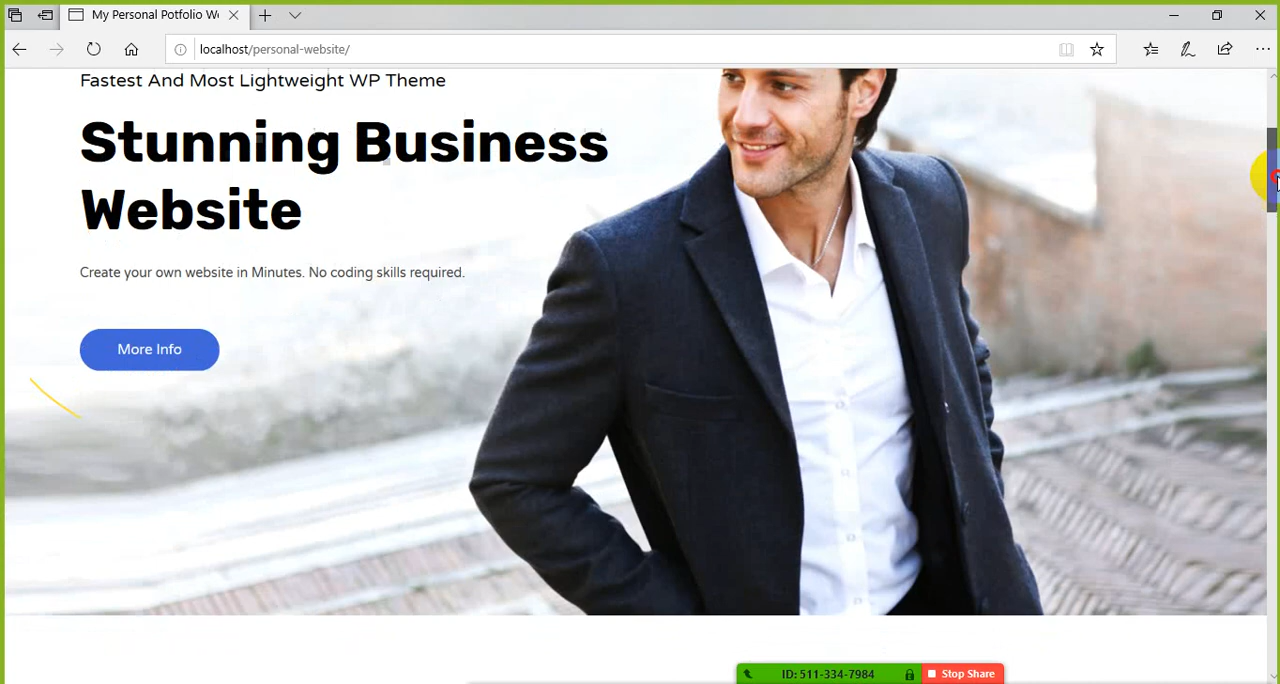 My Personal Potfolio We
localhost/personal-website/
Fastest And Most Lightweight WP Theme
Stunning Business
Website
Create your own website in Minutes. No coding skills required.
More Info
ID: 511-334-7984
Stop Share